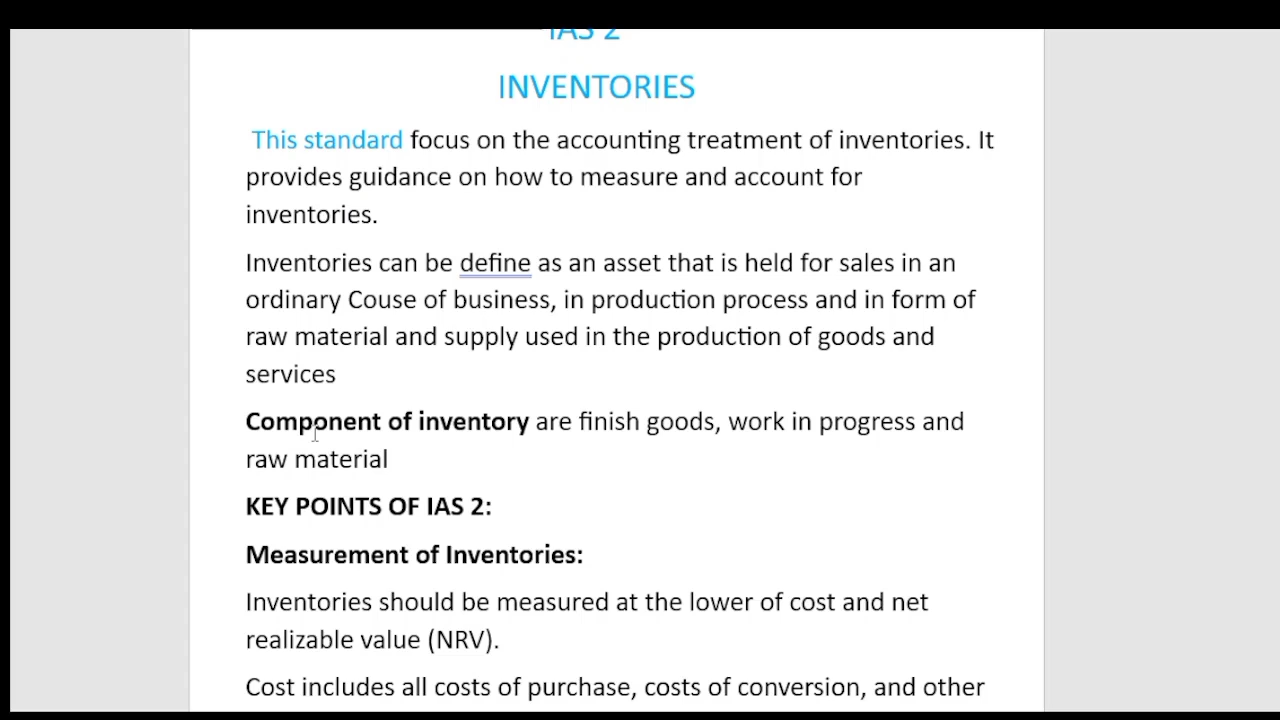 IAS 2
INVENTORIES
This standard focus on the accounting treatment of inventories. It
provides guidance on how to measure and account for
inventories.
Inventories can be define as an asset that is held for sales in an
ordinary Couse of business, in production process and in form of
raw material and supply used in the production of goods and
services
Component of inventory are finish goods, work in progress and
raw material
KEY POINTS OF IAS 2:
Measurement of Inventories:
Inventories should be measured at the lower of cost and net
realizable value (NRV).
Cost includes all costs of purchase, costs of conversion, and other